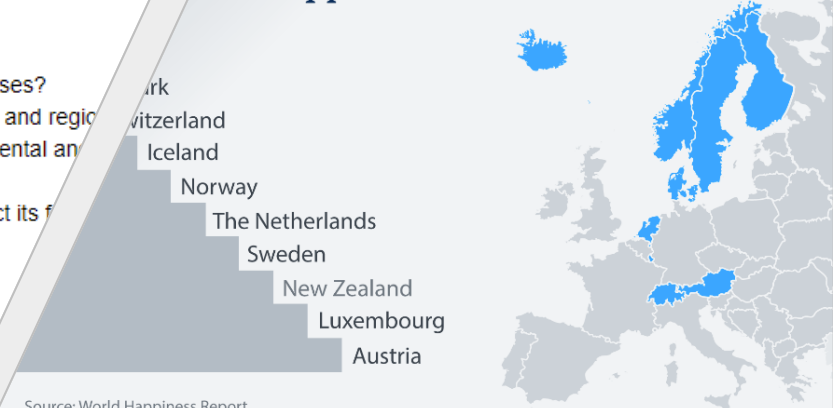 ses?
and regio
ental an
ct its f
rk
witzerland
Iceland
Norway
The Netherlands
Sweden
New Zealand
Luxembourg
Austria
Source: World Happiness Report